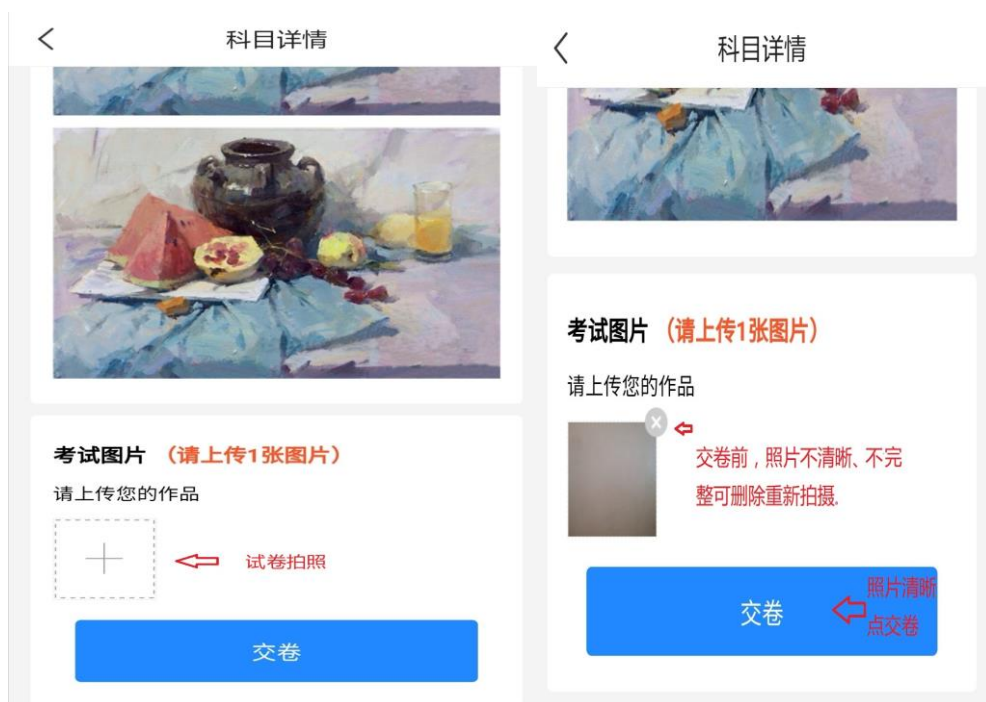 科目详情
考试图片 （请上传1张图片）
请上传您的作品
试卷拍照
交卷
科目详情
考试图片 （请上传1张图片）
请上传您的作品
交卷前，照片不清晰、不完
整可删除重新拍摄.
交卷
照片清晰
点交卷